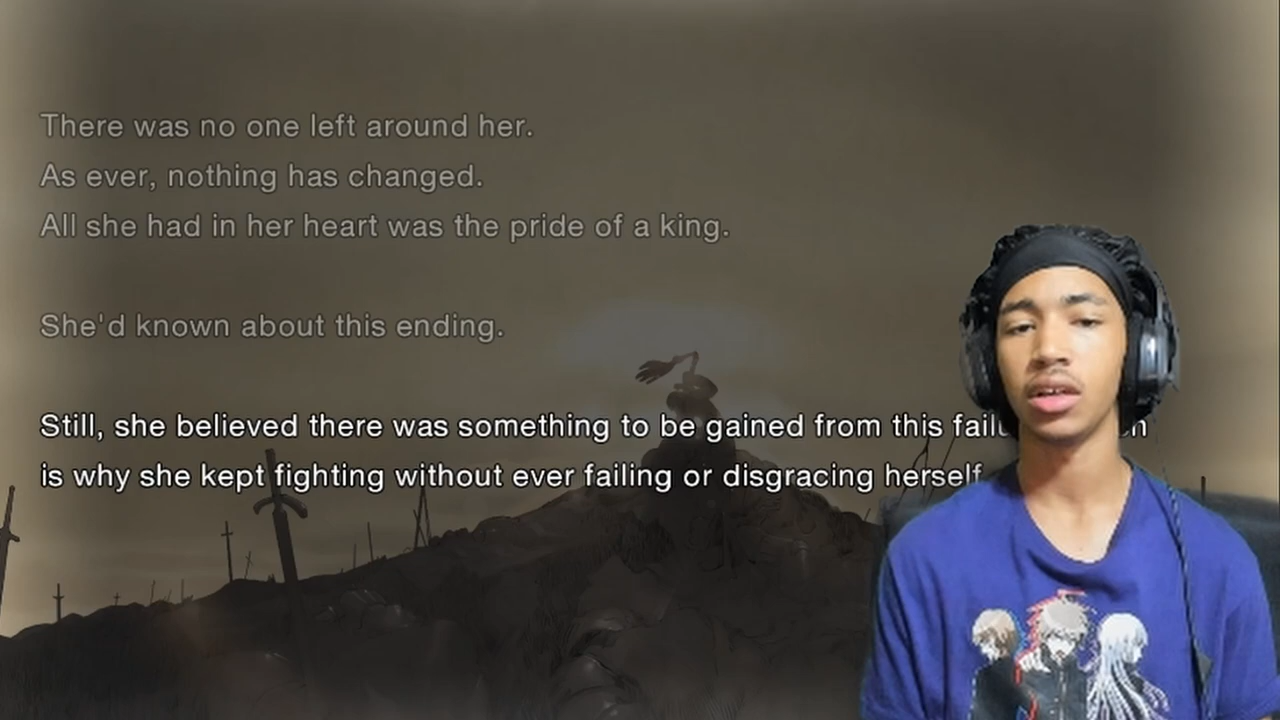 There was no one left around her.
As ever, nothing has changed.
All she had in her heart was the pride of a king.
She'd known about this ending.
Still, she believed there was something to be gained from this
is why she kept fighting without ever failing or disgracing herself